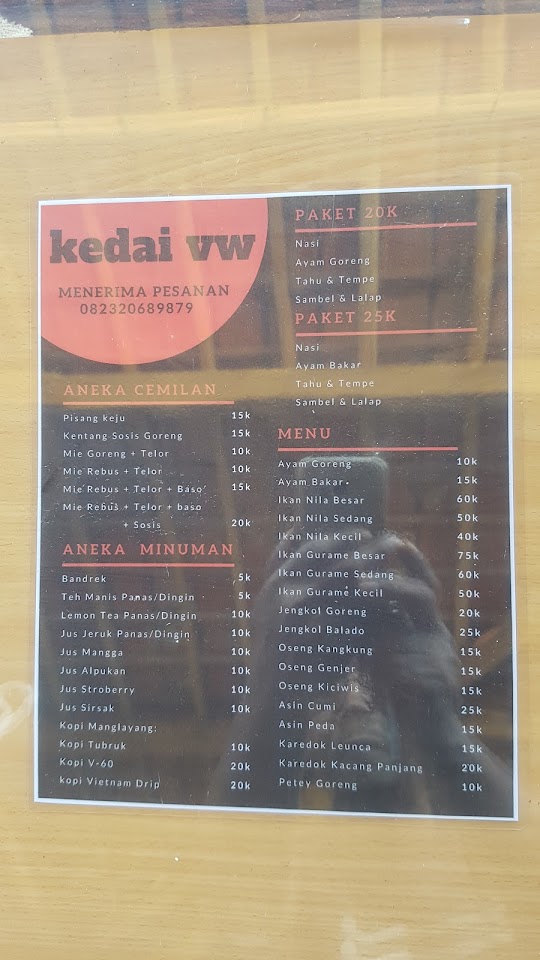 kedai vw
MENERIMA PESANAN
082320689879
ANEKA CEMILAN
Pisang keju 15k
Kentang Sosis Goreng 15k
Mie Goreng + Telor 10k
Mie Rebus + Telor 10k
Mie Rebus + Telor + Baso 15k
Mie Rebus + Telor + baso
+ Sosis 20k
ANEKA MINUMAN
Bandrek 5k
Teh Manis Panas/Dingin 5k
Lemon Tea Panas/Dingin 10k
Jus Jeruk Panas/Dingin 10k
Jus Mangga 10k
Jus Alpukan 10k
Jus Stroberry 10k
Jus Sirsak 10k
Kopi Manglayang:
Kopi Tubruk 10k
Kopi V-60 20k
kopi Vietnam Drip 20k
PAKET 20K
Nasi
Ayam Goreng
Tahu & Tempe
Sambel & Lalap
PAKET 25K
Nasi
Ayam Bakar
Tahu & Tempe
Sambel & Lalap
MENU
Ayam Goreng 10k
Ayam Bakar 15k
Ikan Nila Besar 60k
Ikan Nila Sedang 50k
Ikan Nila Kecil 40k
Ikan Gurame Besar 75k
Ikan Gurame Sedang 60k
Ikan Gurame Kecil 50k
Jengkol Goreng 20k
Jengkol Balado 25k
Oseng Kangkung 15k
Oseng Genjer 15k
Oseng Kiciwis 15k
Asin Cumi 25k
Asin Peda 15k
Karedok Leunca 15k
Karedok Kacang Panjang 20k
Petey Goreng 10k